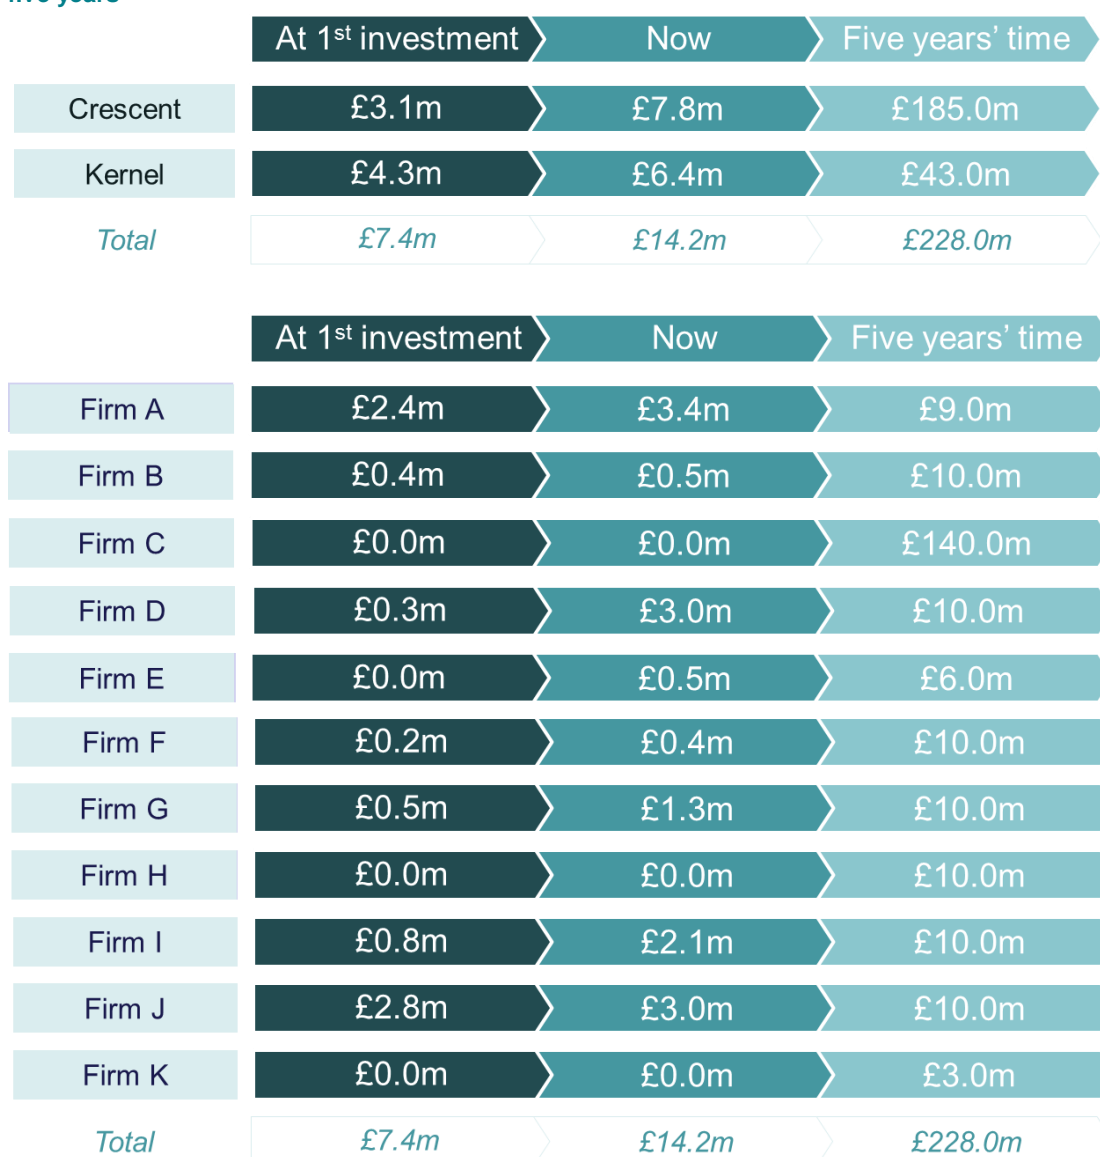 five years
At 1st investment Now Five years’ time
Crescent £3.1m £7.8m £185.0m
Kernel £4.3m £6.4m £43.0m
Total £7.4m £14.2m £228.0m
At 1st investment Now Five years’ time
Firm A £2.4m £3.4m £9.0m
Firm B £0.4m £0.5m £10.0m
Firm C £0.0m £0.0m £140.0m
Firm D £0.3m £3.0m £10.0m
Firm E £0.0m £0.5m £6.0m
Firm F £0.2m £0.4m £10.0m
Firm G £0.5m £1.3m £10.0m
Firm H £0.0m £0.0m £10.0m
Firm I £0.8m £2.1m £10.0m
Firm J £2.8m £3.0m £10.0m
Firm K £0.0m £0.0m £3.0m
Total £7.4m £14.2m £228.0m